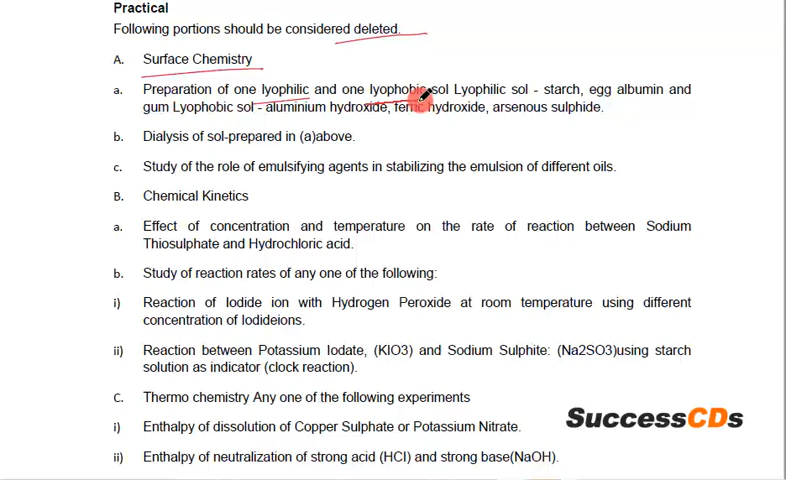 Practical
Following portions should be considered deleted.
A. Surface Chemistry
a. Preparation of one lyophilic and one lyophobic sol Lyophilic sol - starch, egg albumin and
gum Lyophobic sol - aluminium hydroxide, ferric hydroxide, arsenous sulphide.
b. Dialysis of sol-prepared in (a)above.
c. Study of the role of emulsifying agents in stabilizing the emulsion of different oils.
B. Chemical Kinetics
a. Effect of concentration and temperature on the rate of reaction between Sodium
Thiosulphate and Hydrochloric acid.
b. Study of reaction rates of any one of the following:
i) Reaction of Iodide ion with Hydrogen Peroxide at room temperature using different
concentration of Iodideions.
ii) Reaction between Potassium Iodate, (KIO3) and Sodium Sulphite: (Na2SO3)using starch
solution as indicator (clock reaction).
C. Thermo chemistry Any one of the following experiments
i) Enthalpy of dissolution of Copper Sulphate or Potassium Nitrate.
SuccessCDs
ii) Enthalpy of neutralization of strong acid (HCI) and strong base(NaOH).